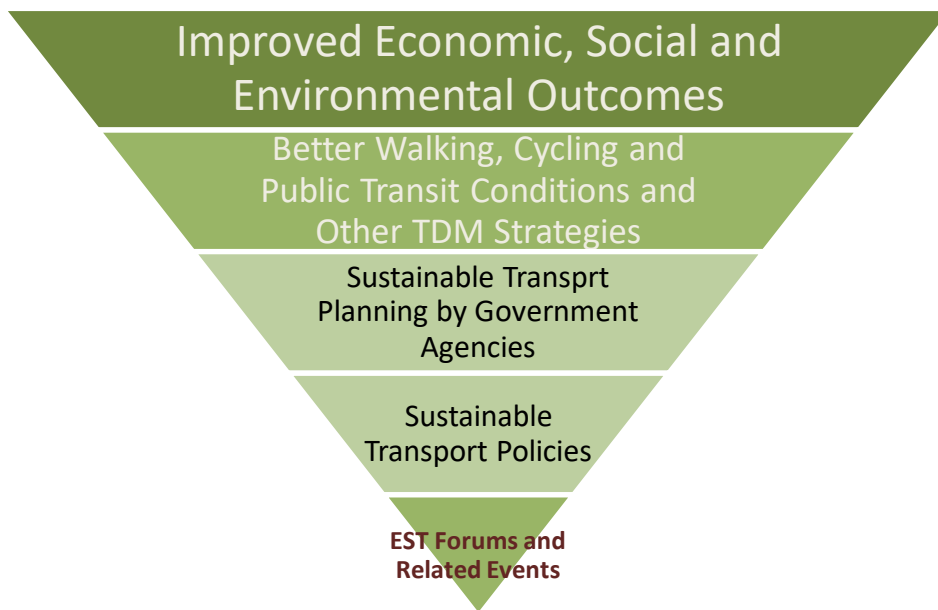 Improved Economic, Social and
Environmental Outcomes
Better Walking, Cycling and
Public Transit Conditions and
Other TDM Strategies
Sustainable Transprt
Planning by Government
Agencies
Sustainable
Transport Policies
EST Forums and
Related Events